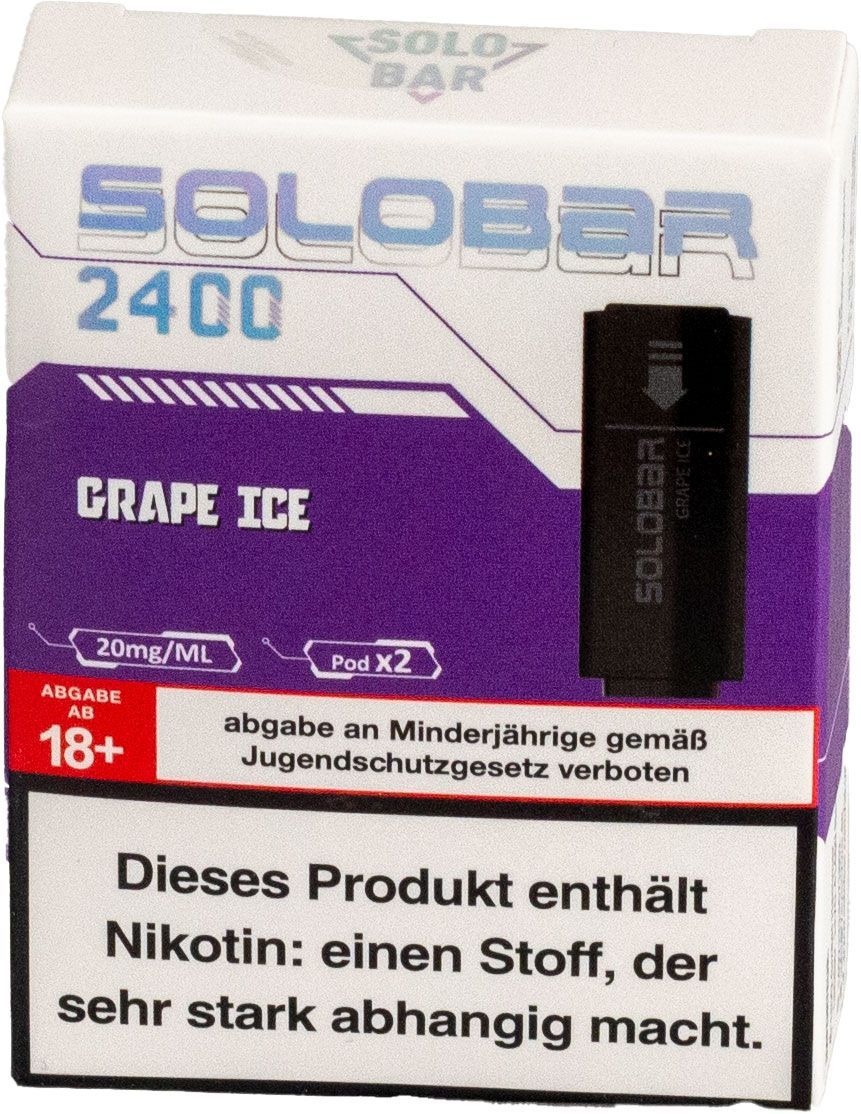 SOLO
BAR
SOLOBAR
2400
GRAPE ICE
SOLOBAR
GRAPE ICE
20mg/ML
Pod x2
ABGABE
AB
18+
abgabe an Minderjährige gemäß
Jugendschutzgesetz verboten
Dieses Produkt enthält
Nikotin: einen Stoff, der
sehr stark abhangig macht.